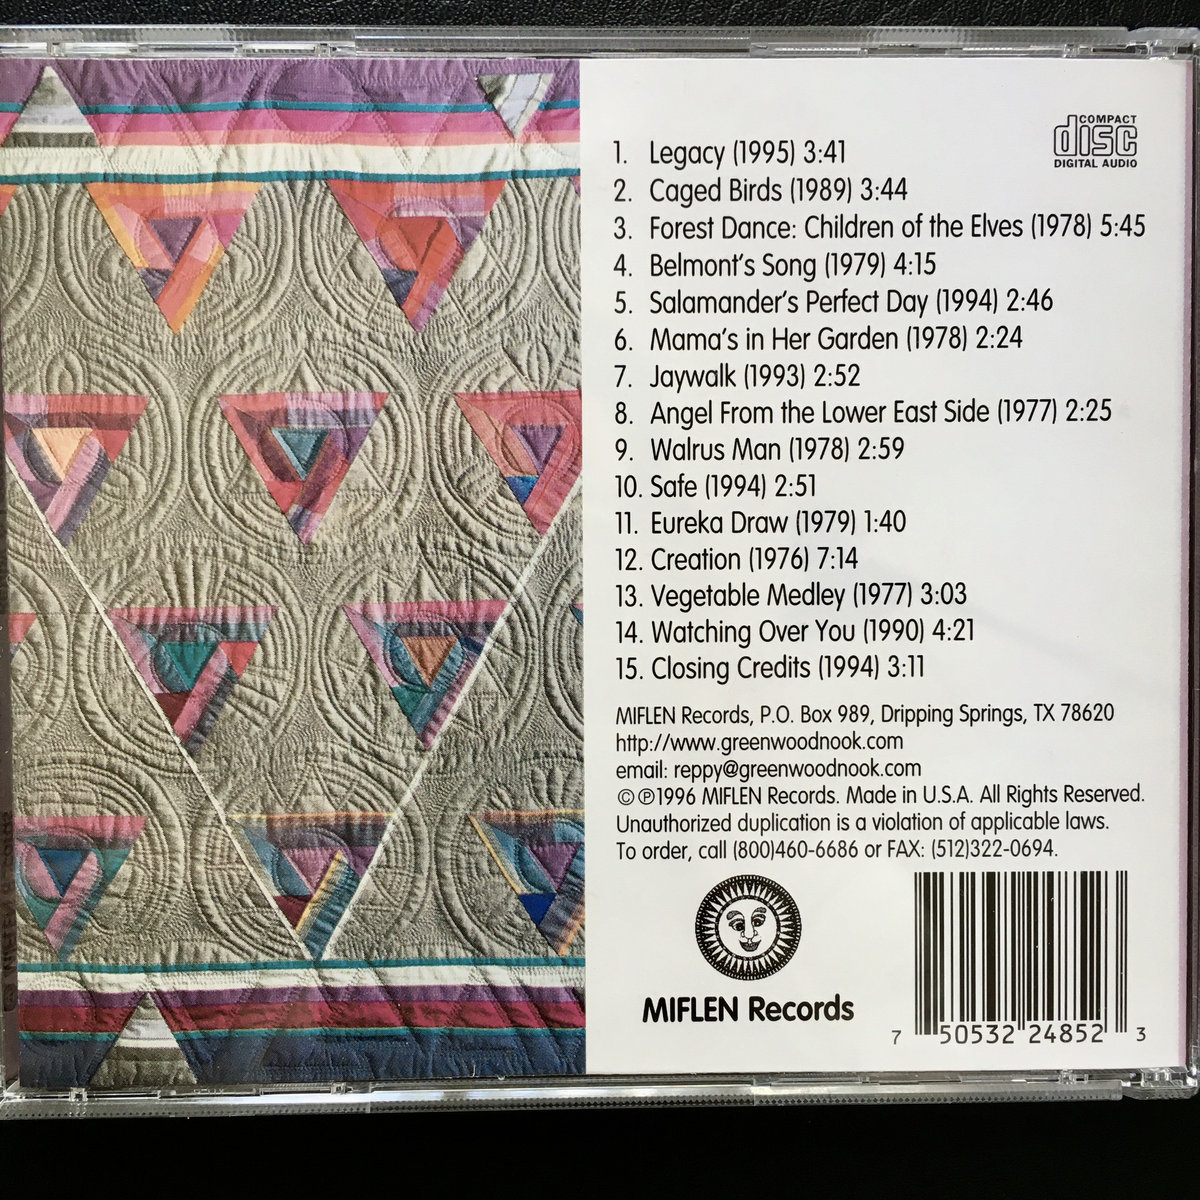 COMPACT
disc
DIGITAL AUDIO
1. Legacy (1995) 3:41
2. Caged Birds (1989) 3:44
3. Forest Dance: Children of the Elves (1978) 5:45
4. Belmont's Song (1979) 4:15
5. Salamander's Perfect Day (1994) 2:46
6. Mama's in Her Garden (1978) 2:24
7. Jaywalk (1993) 2:52
8. Angel From the Lower East Side (1977) 2:25
9. Walrus Man (1978) 2:59
10. Safe (1994) 2:51
11. Eureka Draw (1979) 1:40
12. Creation (1976) 7:14
13. Vegetable Medley (1977) 3:03
14. Watching Over You (1990) 4:21
15. Closing Credits (1994) 3:11
MIFLEN Records, P.O. Box 989, Dripping Springs, TX 78620
http://www.greenwoodnook.com
email: reppy@greenwoodnook.com
©℗1996 MIFLEN Records. Made in U.S.A. All Rights Reserved.
Unauthorized duplication is a violation of applicable laws.
To order, call (800)460-6686 or FAX: (512)322-0694.
MIFLEN Records
7 50532 24852 3